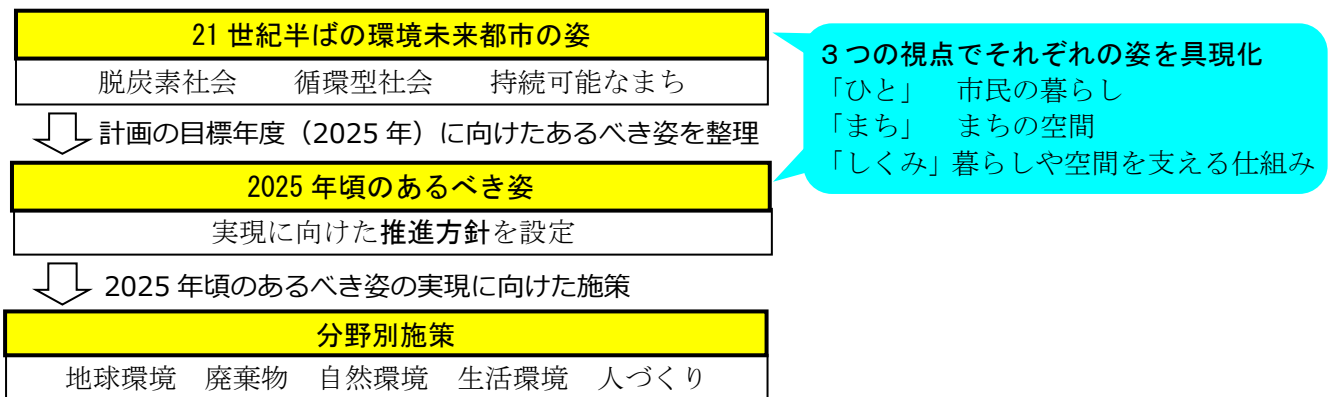 21 世紀半ばの環境未来都市の姿
脱炭素社会 循環型社会 持続可能なまち
計画の目標年度（2025 年）に向けたあるべき姿を整理
2025 年頃のあるべき姿
実現に向けた推進方針を設定
2025 年頃のあるべき姿の実現に向けた施策
分野別施策
地球環境 廃棄物 自然環境 生活環境 人づくり
３つの視点でそれぞれの姿を具現化
「ひと」 市民の暮らし
「まち」 まちの空間
「しくみ」暮らしや空間を支える仕組み